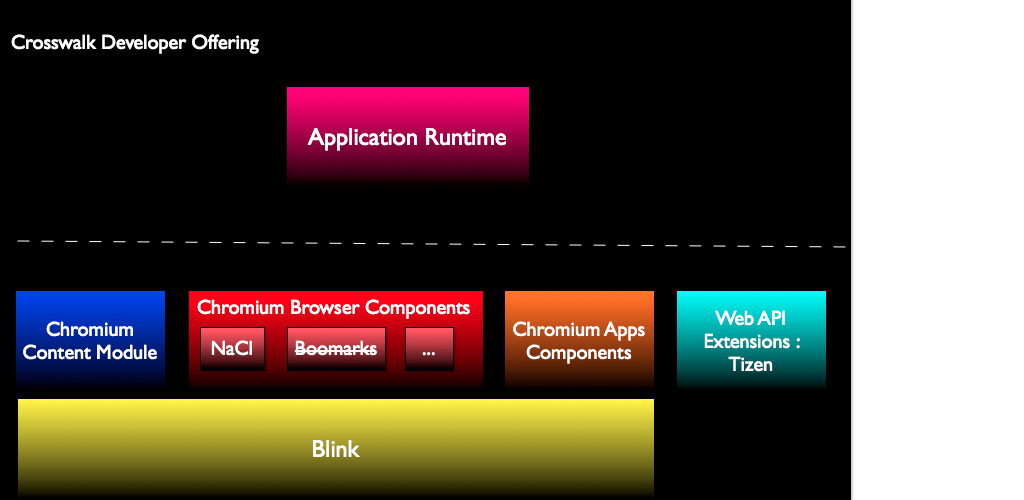 Crosswalk Developer Offering
Application Runtime
Chromium
Content Module
Chromium Browser Components
NaCl
Boomarks
...
Chromium Apps
Components
Web API
Extensions :
Tizen
Blink